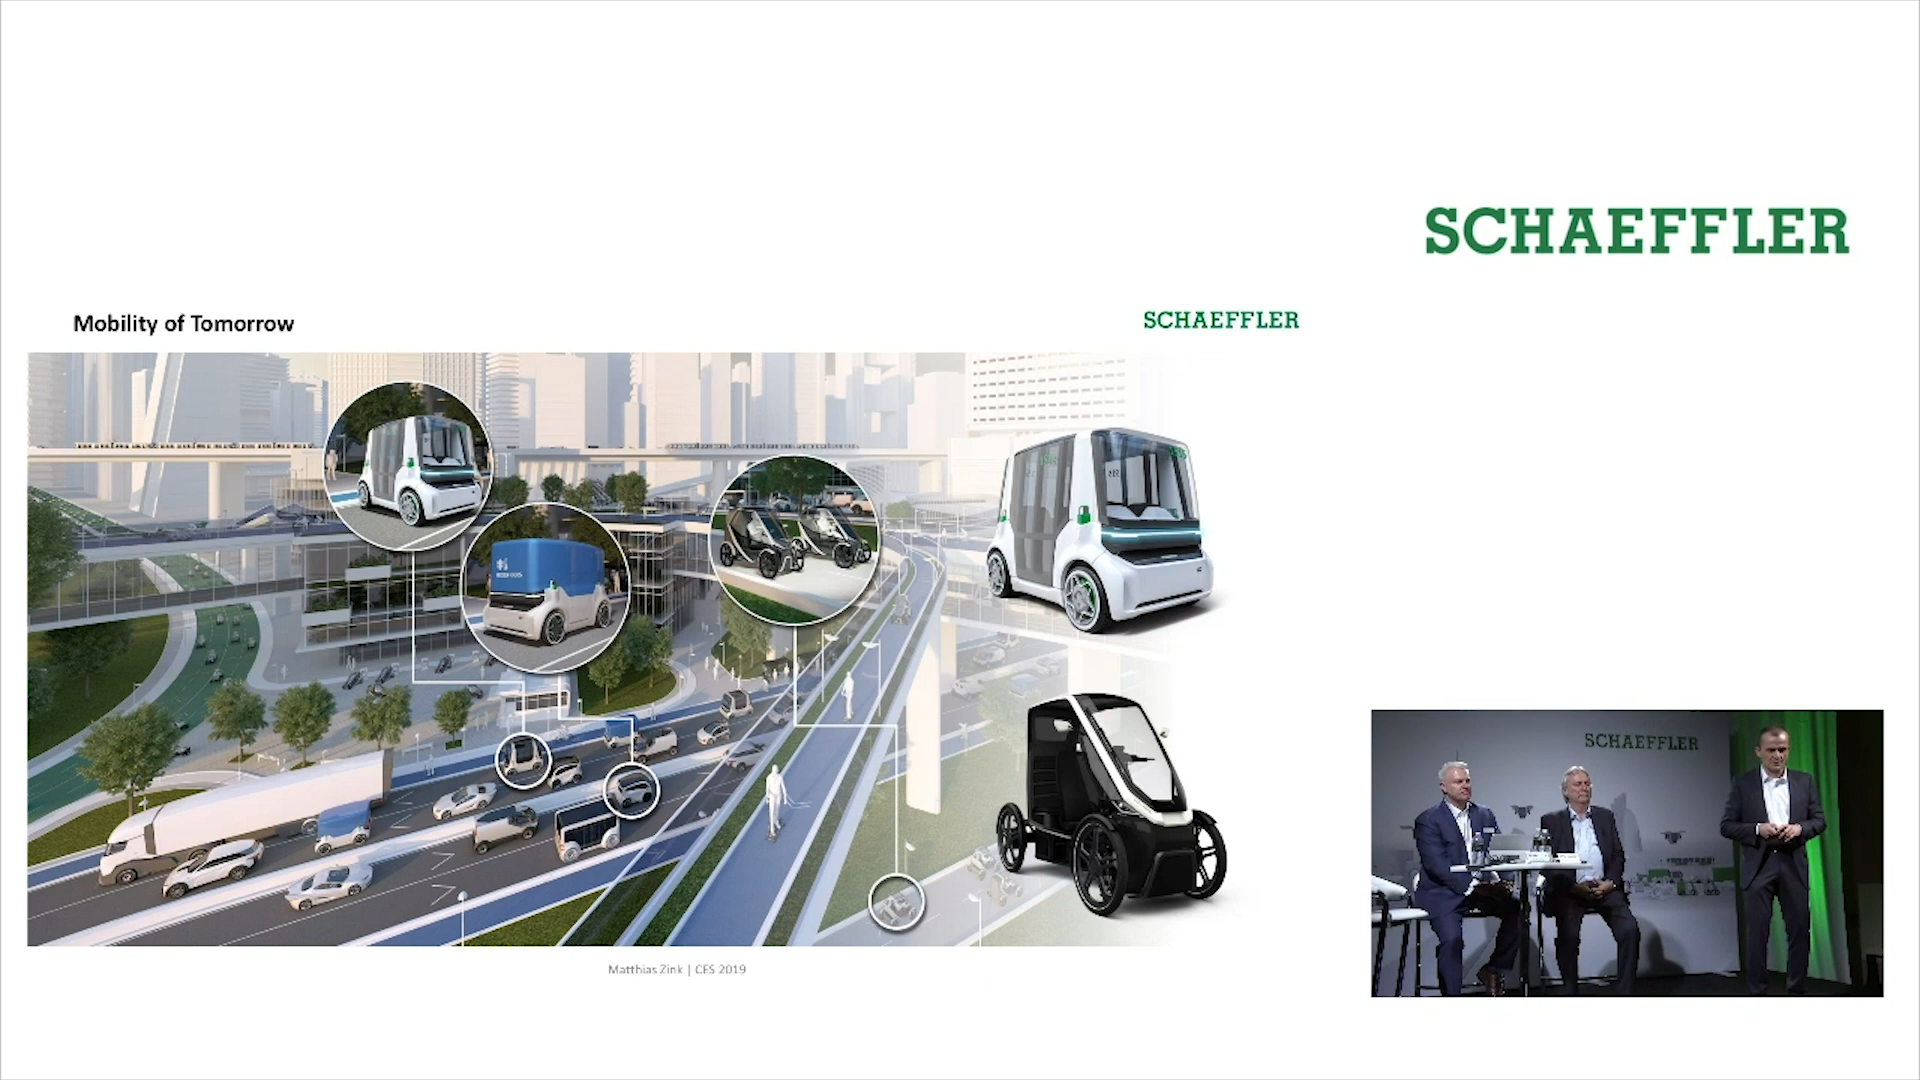 SCHAEFFLER
Mobility of Tomorrow
SCHAEFFLER
Matthias Zink | CES 2019
SCHAEFFLER